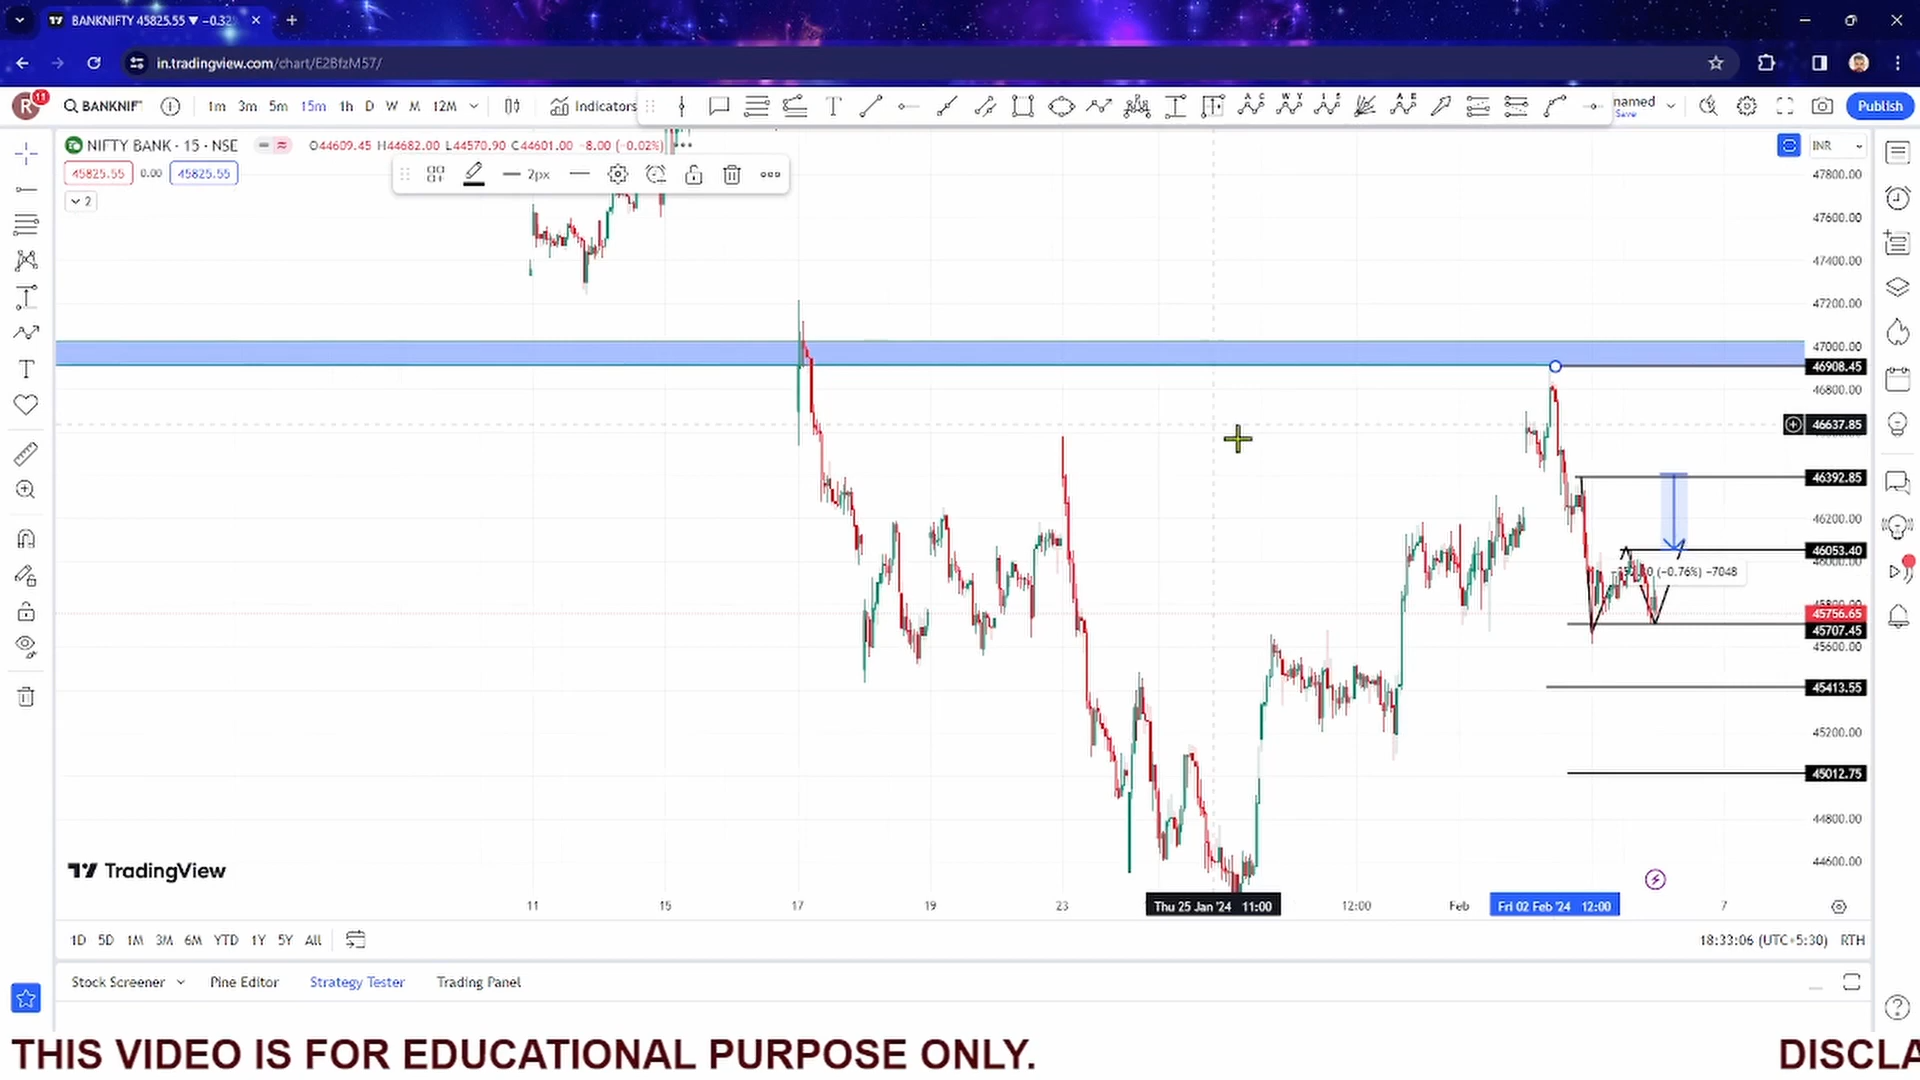 BANKNIFTY 45825.55 ▼ −0.32
in.tradingview.com/chart/E2BfzM57/
R 11 BANKNIF 1m 3m 5m 15m 1h D W M 12M Indicators T named Save Publish
NIFTY BANK · 15 · NSE O44609.45 H44682.00 L44570.90 C44601.00 −8.00 (−0.02%)
INR
45825.55 0.00 45825.55
2px
2
47800.00
47600.00
47400.00
47200.00
47000.00
46908.45
46800.00
46637.85
46392.85
46200.00
46053.40
46000.00
(−0.76%) −7048
45756.65
45707.45
45600.00
45413.55
45200.00
45012.75
44800.00
44600.00
TradingView
11 15 17 19 23 Thu 25 Jan '24 11:00 12:00 Feb Fri 02 Feb '24 12:00 7
1D 5D 1M 3M 6M YTD 1Y 5Y All 18:33:06 (UTC+5:30) RTH
Stock Screener Pine Editor Strategy Tester Trading Panel
THIS VIDEO IS FOR EDUCATIONAL PURPOSE ONLY. DISCLA